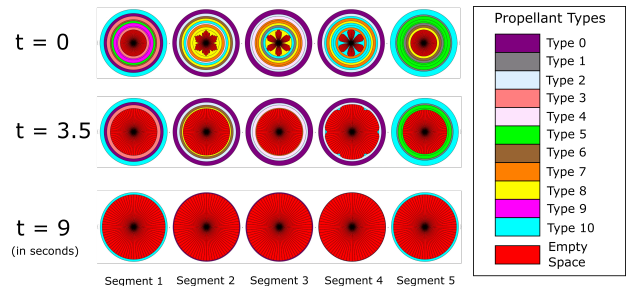 Propellant Types
t = 0
Type 0
Type 1
Type 2
Type 3
Type 4
t = 3.5
Type 5
Type 6
Type 7
Type 8
Type 9
t = 9
Type 10
(in seconds)
Empty
Space
Segment 1
Segment 2
Segment 3
Segment 4
Segment 5